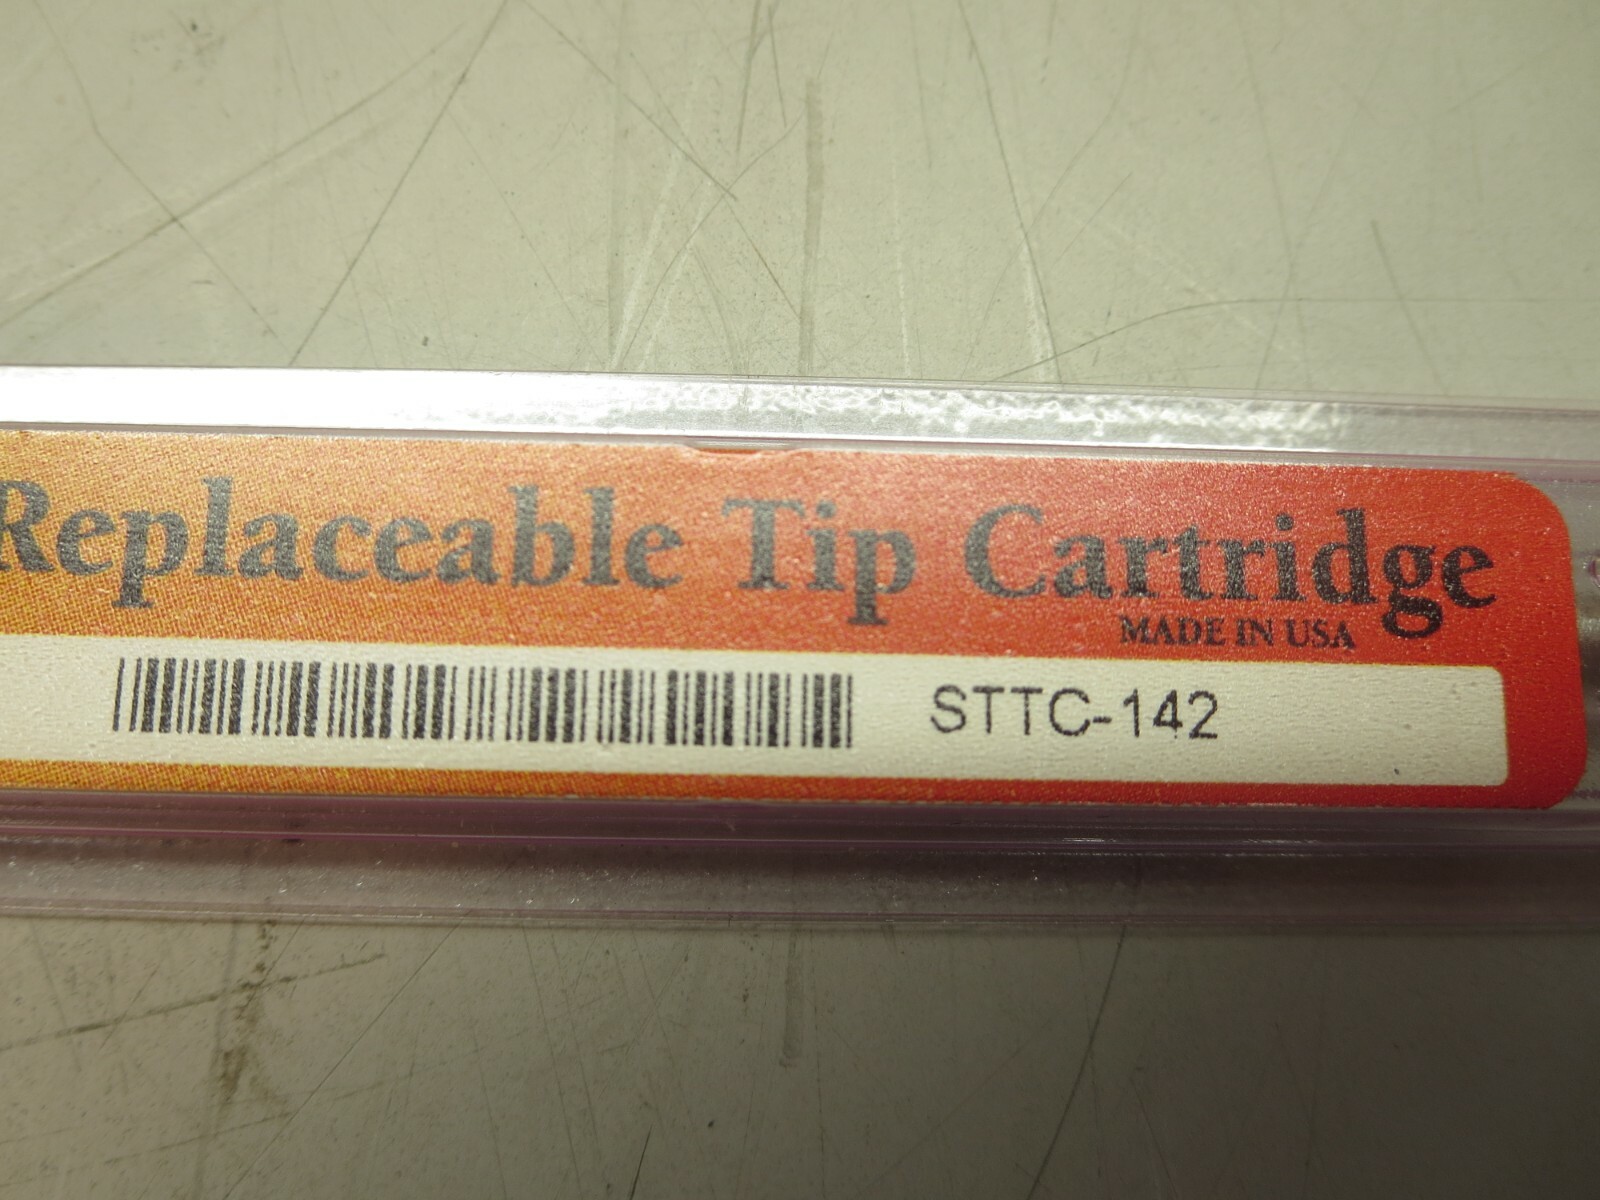 Replaceable Tip Cartridge
MADE IN USA
STTC-142